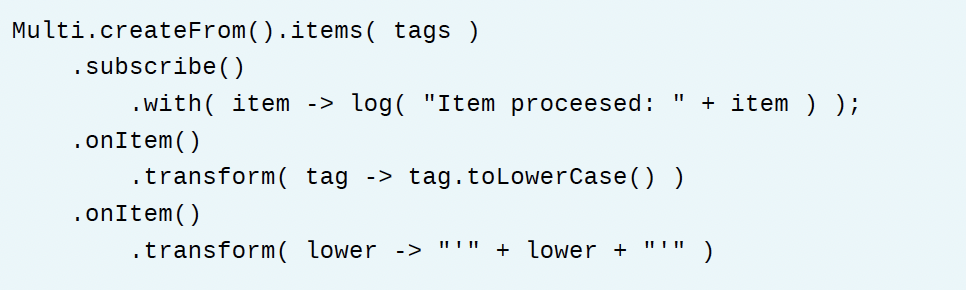 Multi.createFrom().items( tags )
    .subscribe()
        .with( item -> log( "Item proceesed: " + item ) );
    .onItem()
        .transform( tag -> tag.toLowerCase() )
    .onItem()
        .transform( lower -> "'" + lower + "'" )